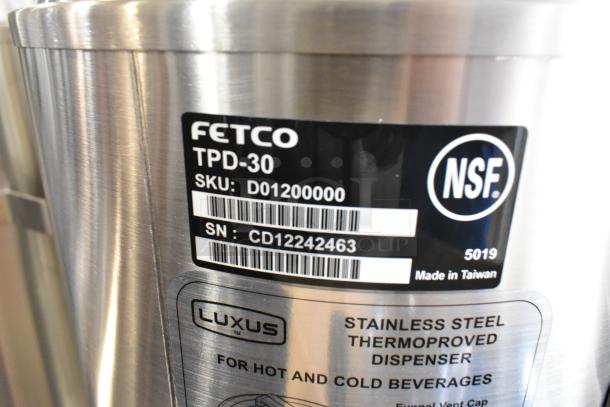 FETCO
TPD-30
SKU: D01200000
NSF
SN : CD12242463
5019
Made in Taiwan
LUXUS
STAINLESS STEEL
THERMOPROVED
DISPENSER
FOR HOT AND COLD BEVERAGES
Funnel Vent Cap